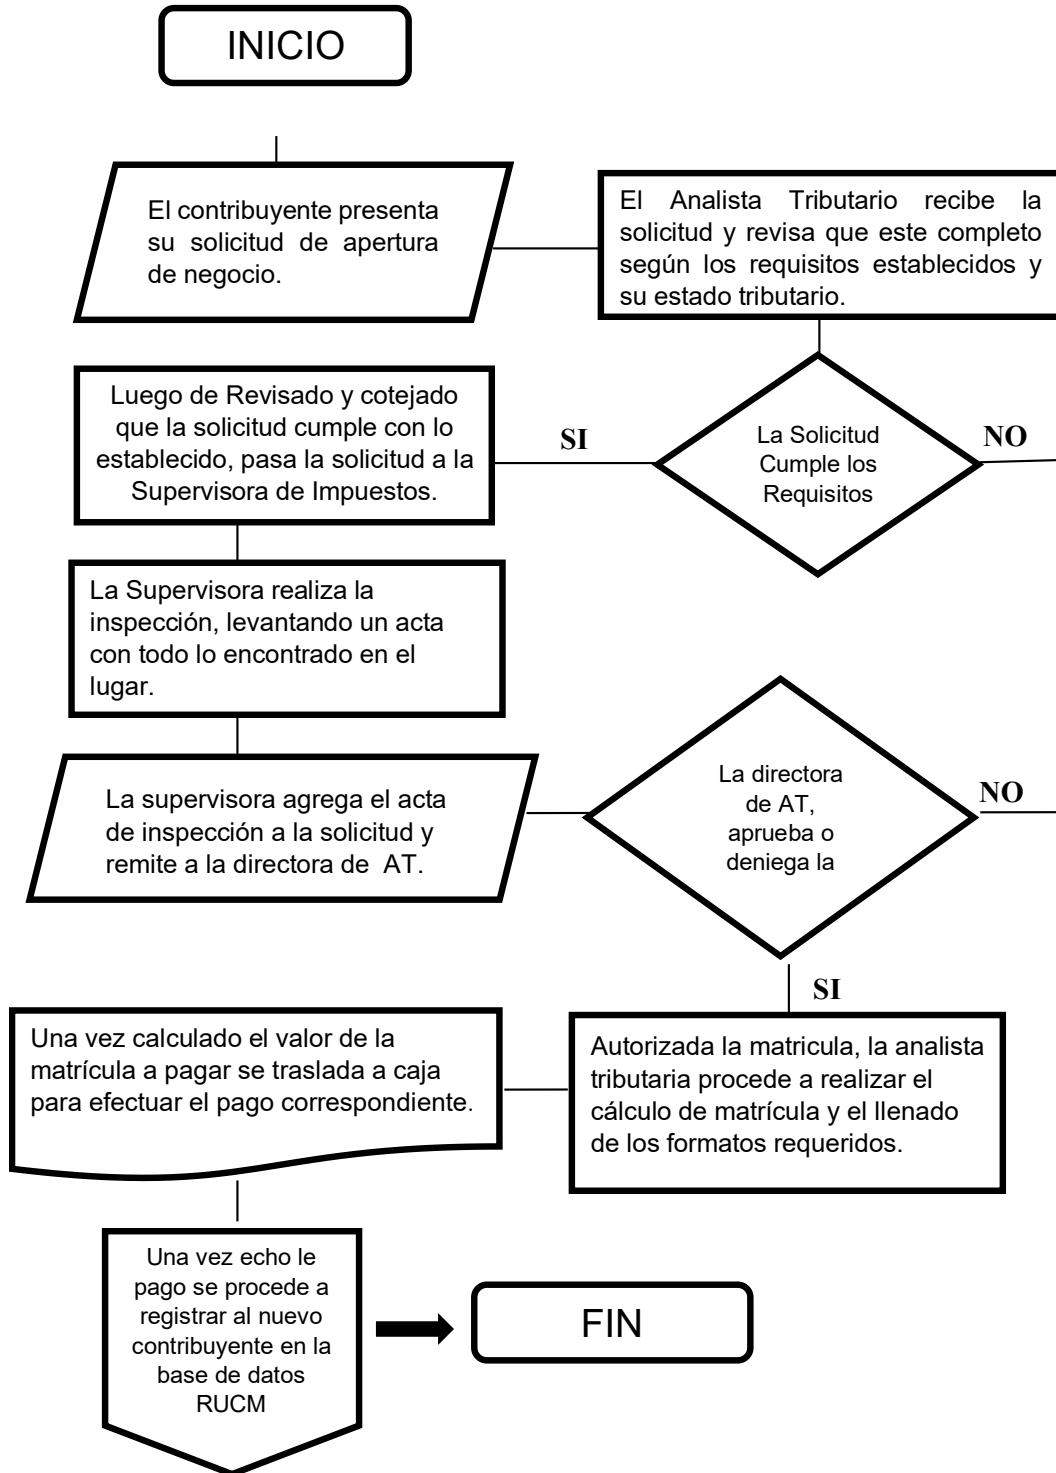 INICIO
El contribuyente presenta
su solicitud de apertura
de negocio.
El Analista Tributario recibe la
solicitud y revisa que este completo
según los requisitos establecidos y
su estado tributario.
La Solicitud
Cumple los
Requisitos
SI
NO
Luego de Revisado y cotejado
que la solicitud cumple con lo
establecido, pasa la solicitud a la
Supervisora de Impuestos.
La Supervisora realiza la
inspección, levantando un acta
con todo lo encontrado en el
lugar.
La supervisora agrega el acta
de inspección a la solicitud y
remite a la directora de AT.
La directora
de AT,
aprueba o
deniega la
NO
SI
Autorizada la matricula, la analista
tributaria procede a realizar el
cálculo de matrícula y el llenado
de los formatos requeridos.
Una vez calculado el valor de la
matrícula a pagar se traslada a caja
para efectuar el pago correspondiente.
Una vez echo le
pago se procede a
registrar al nuevo
contribuyente en la
base de datos
RUCM
FIN